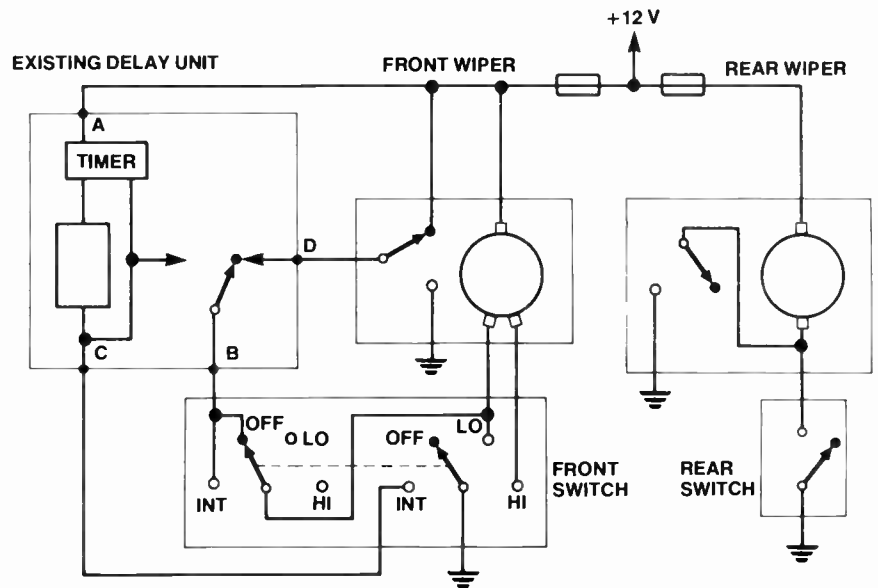 +12 V
EXISTING DELAY UNIT
FRONT WIPER
REAR WIPER
A
TIMER
D
C
B
OFF
LO
OFF
LO
INT
HI
INT
HI
FRONT
SWITCH
REAR
SWITCH